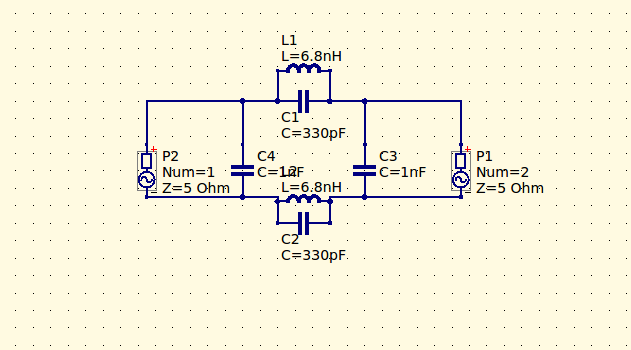 L1
L=6.8nH
C1
C=330pF
P2
Num=1
Z=5 Ohm
C4
C=1nF
L2
L=6.8nH
C3
C=1nF
P1
Num=2
Z=5 Ohm
C2
C=330pF